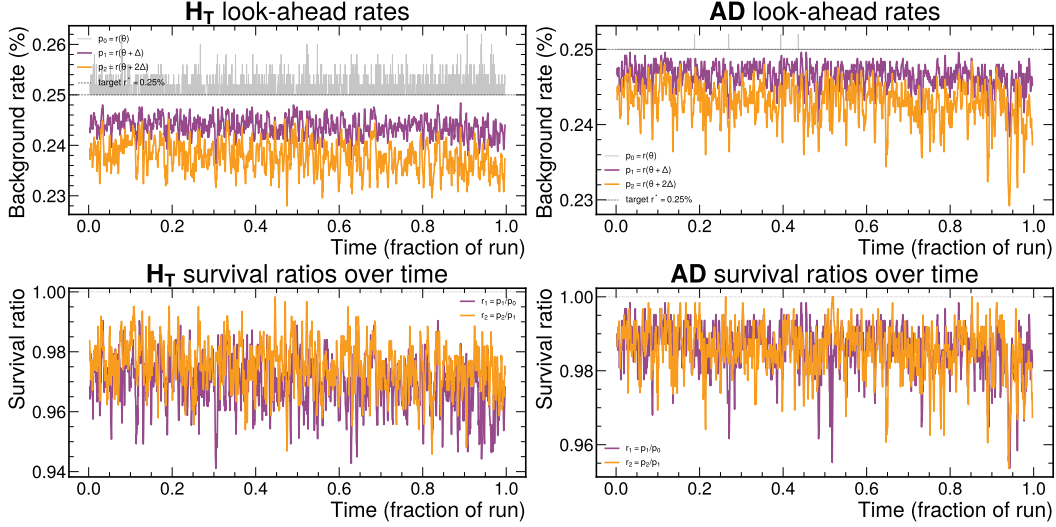 H_T look-ahead rates
Background rate (%)
0.26
0.25
0.24
0.23
p₀ = r(θ)
p₁ = r(θ + Δ)
p₂ = r(θ + 2Δ)
target r* = 0.25%
0.0 0.2 0.4 0.6 0.8 1.0
Time (fraction of run)
AD look-ahead rates
Background rate (%)
0.25
0.24
0.23
p₀ = r(θ)
p₁ = r(θ + Δ)
p₂ = r(θ + 2Δ)
target r* = 0.25%
0.0 0.2 0.4 0.6 0.8 1.0
Time (fraction of run)
H_T survival ratios over time
Survival ratio
1.00
0.98
0.96
0.94
r₁ = p₁/p₀
r₂ = p₂/p₁
0.0 0.2 0.4 0.6 0.8 1.0
Time (fraction of run)
AD survival ratios over time
Survival ratio
1.00
0.98
0.96
r₁ = p₁/p₀
r₂ = p₂/p₁
0.0 0.2 0.4 0.6 0.8 1.0
Time (fraction of run)